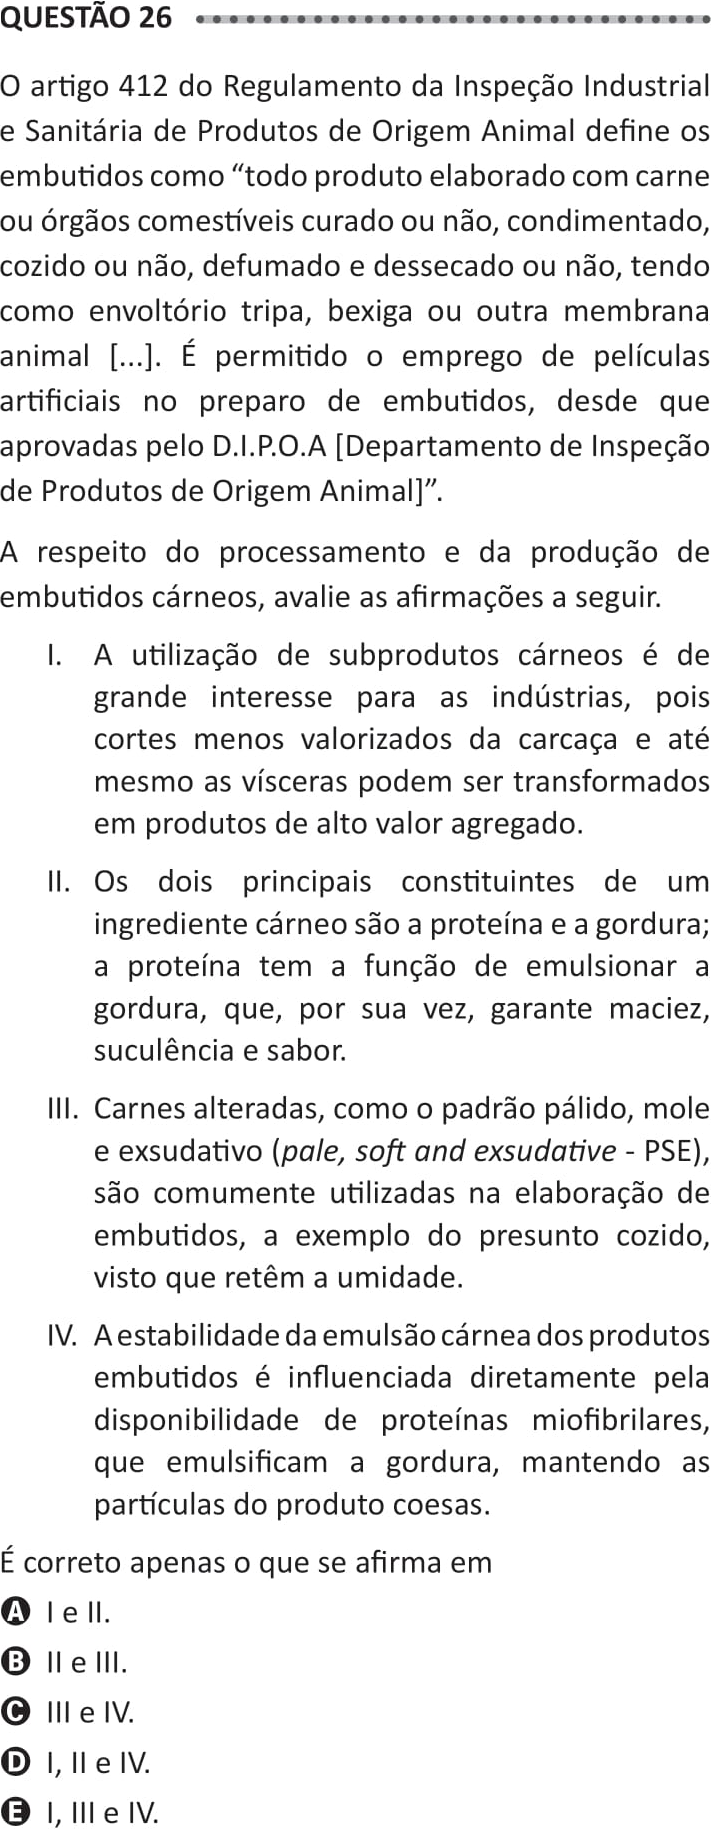 QUESTÃO 26
O artigo 412 do Regulamento da Inspeção Industrial
e Sanitária de Produtos de Origem Animal define os
embutidos como “todo produto elaborado com carne
ou órgãos comestíveis curado ou não, condimentado,
cozido ou não, defumado e dessecado ou não, tendo
como envoltório tripa, bexiga ou outra membrana
animal [...]. É permitido o emprego de películas
artificiais no preparo de embutidos, desde que
aprovadas pelo D.I.P.O.A [Departamento de Inspeção
de Produtos de Origem Animal]”.
A respeito do processamento e da produção de
embutidos cárneos, avalie as afirmações a seguir.
I. A utilização de subprodutos cárneos é de
grande interesse para as indústrias, pois
cortes menos valorizados da carcaça e até
mesmo as vísceras podem ser transformados
em produtos de alto valor agregado.
II. Os dois principais constituintes de um
ingrediente cárneo são a proteína e a gordura;
a proteína tem a função de emulsionar a
gordura, que, por sua vez, garante maciez,
suculência e sabor.
III. Carnes alteradas, como o padrão pálido, mole
e exsudativo (pale, soft and exsudative - PSE),
são comumente utilizadas na elaboração de
embutidos, a exemplo do presunto cozido,
visto que retêm a umidade.
IV. A estabilidade da emulsão cárnea dos produtos
embutidos é influenciada diretamente pela
disponibilidade de proteínas miofibrilares,
que emulsificam a gordura, mantendo as
partículas do produto coesas.
É correto apenas o que se afirma em
A I e II.
B II e III.
C III e IV.
D I, II e IV.
E I, III e IV.